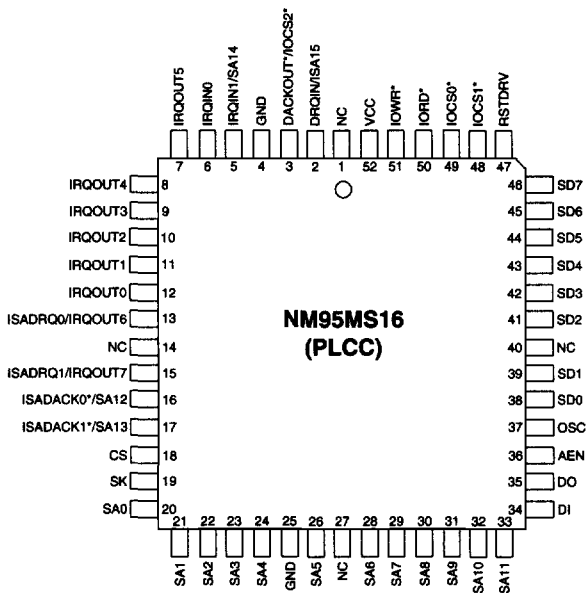 IRQOUT5
IRQIN0
IRQIN1/SA14
GND
DACKOUT*/IOCS2*
DRQIN/ISA15
NC
VCC
IOWR*
IORD*
IOCS0*
IOCS1*
RSTDRV
7 6 5 4 3 2 1 52 51 50 49 48 47
IRQOUT4 8
IRQOUT3 9
IRQOUT2 10
IRQOUT1 11
IRQOUT0 12
ISADRQ0/IRQOUT6 13
NC 14
ISADRQ1/IRQOUT7 15
ISADACK0*/SA12 16
ISADACK1*/SA13 17
CS 18
SK 19
SA0 20
NM95MS16
(PLCC)
46 SD7
45 SD6
44 SD5
43 SD4
42 SD3
41 SD2
40 NC
39 SD1
38 SD0
37 OSC
36 AEN
35 DO
34 DI
21 22 23 24 25 26 27 28 29 30 31 32 33
SA1
SA2
SA3
SA4
GND
SA5
NC
SA6
SA7
SA8
SA9
SA10
SA11